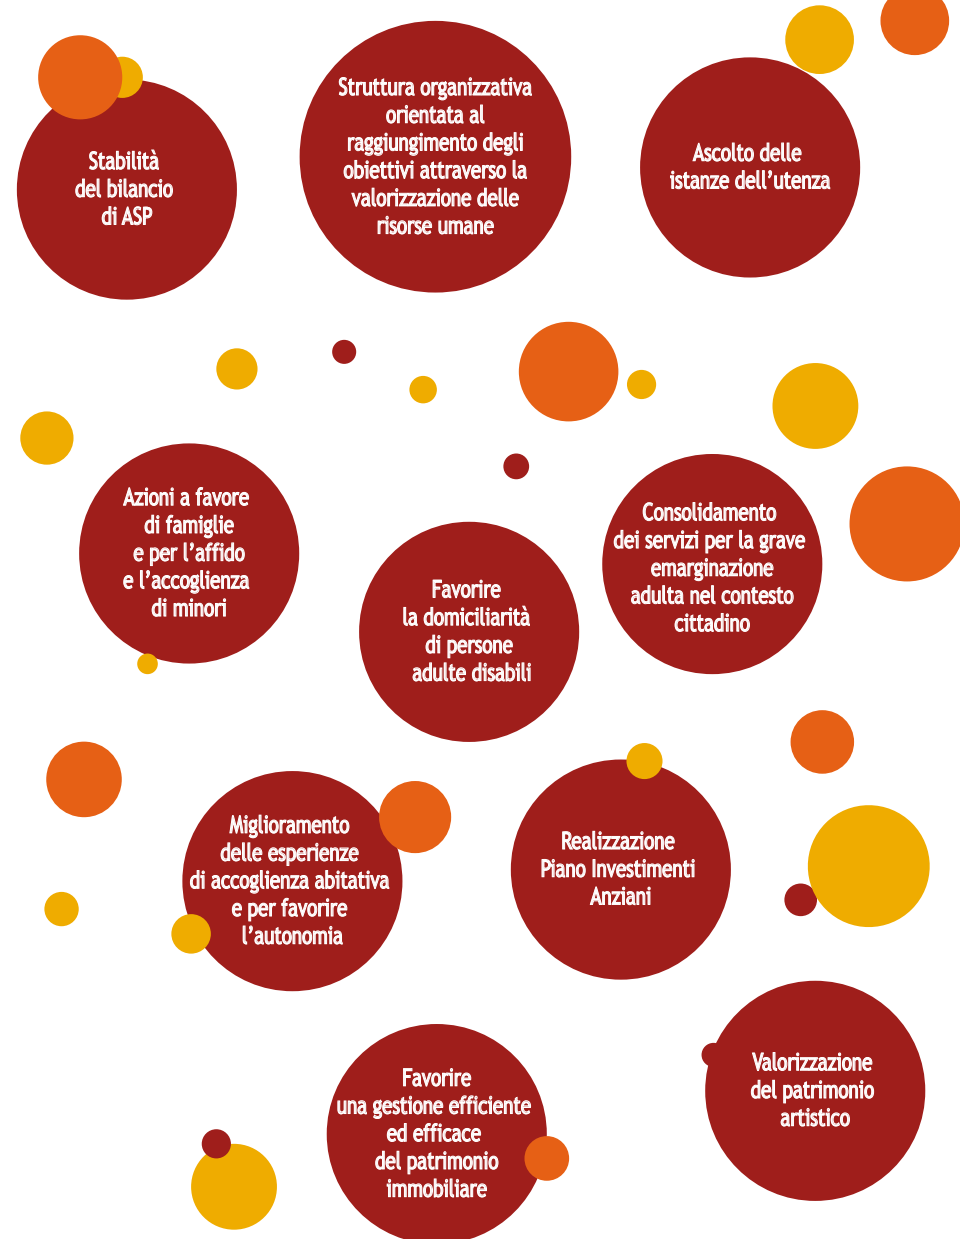 Stabilità
del bilancio
di ASP
Struttura organizzativa
orientata al
raggiungimento degli
obiettivi attraverso la
valorizzazione delle
risorse umane
Ascolto delle
istanze dell’utenza
Azioni a favore
di famiglie
e per l’affido
e l’accoglienza
di minori
Favorire
la domiciliarità
di persone
adulte disabili
Consolidamento
dei servizi per la grave
emarginazione
adulta nel contesto
cittadino
Miglioramento
delle esperienze
di accoglienza abitativa
e per favorire
l’autonomia
Realizzazione
Piano Investimenti
Anziani
Favorire
una gestione efficiente
ed efficace
del patrimonio
immobiliare
Valorizzazione
del patrimonio
artistico